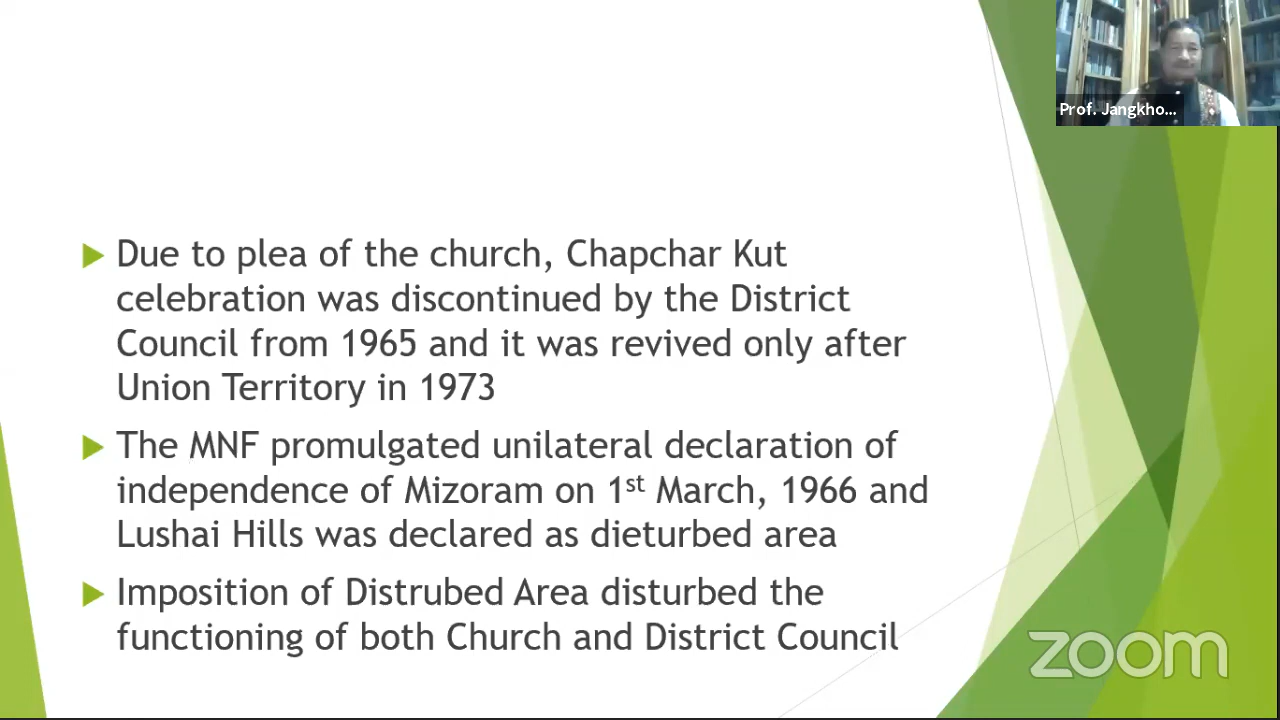 Prof. Jangkho...
Due to plea of the church, Chapchar Kut
celebration was discontinued by the District
Council from 1965 and it was revived only after
Union Territory in 1973
The MNF promulgated unilateral declaration of
independence of Mizoram on 1st March, 1966 and
Lushai Hills was declared as dieturbed area
Imposition of Distrubed Area disturbed the
functioning of both Church and District Council
zoom